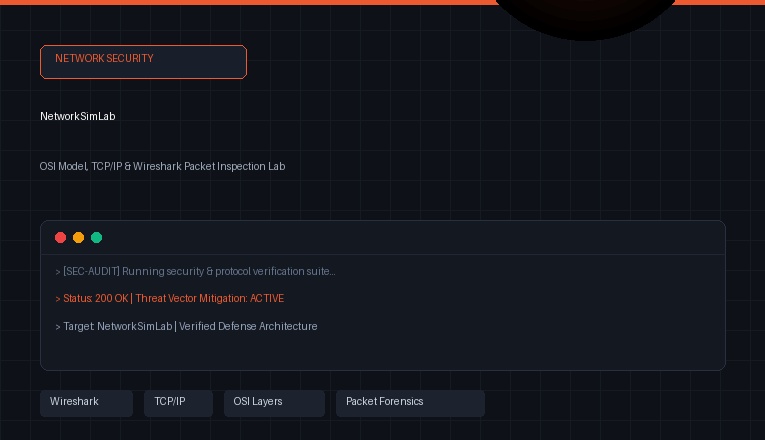 NETWORK SECURITY
NetworkSimLab
OSI Model, TCP/IP & Wireshark Packet Inspection Lab
> [SEC-AUDIT] Running security & protocol verification suite...
> Status: 200 OK | Threat Vector Mitigation: ACTIVE
> Target: NetworkSimLab | Verified Defense Architecture
Wireshark TCP/IP OSI Layers Packet Forensics